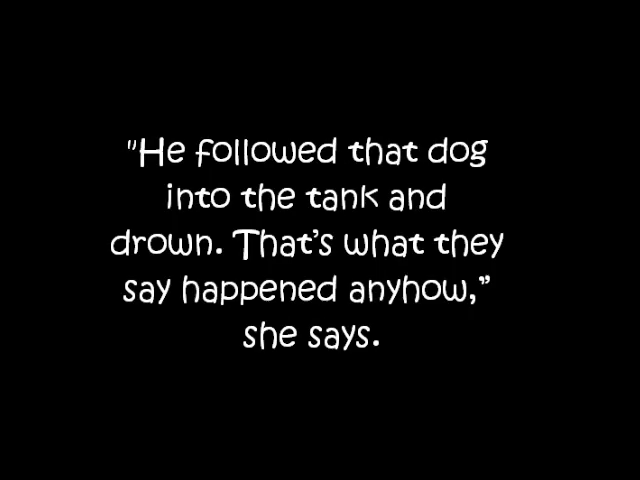 "He followed that dog
into the tank and
drown. That's what they
say happened anyhow,”
she says.